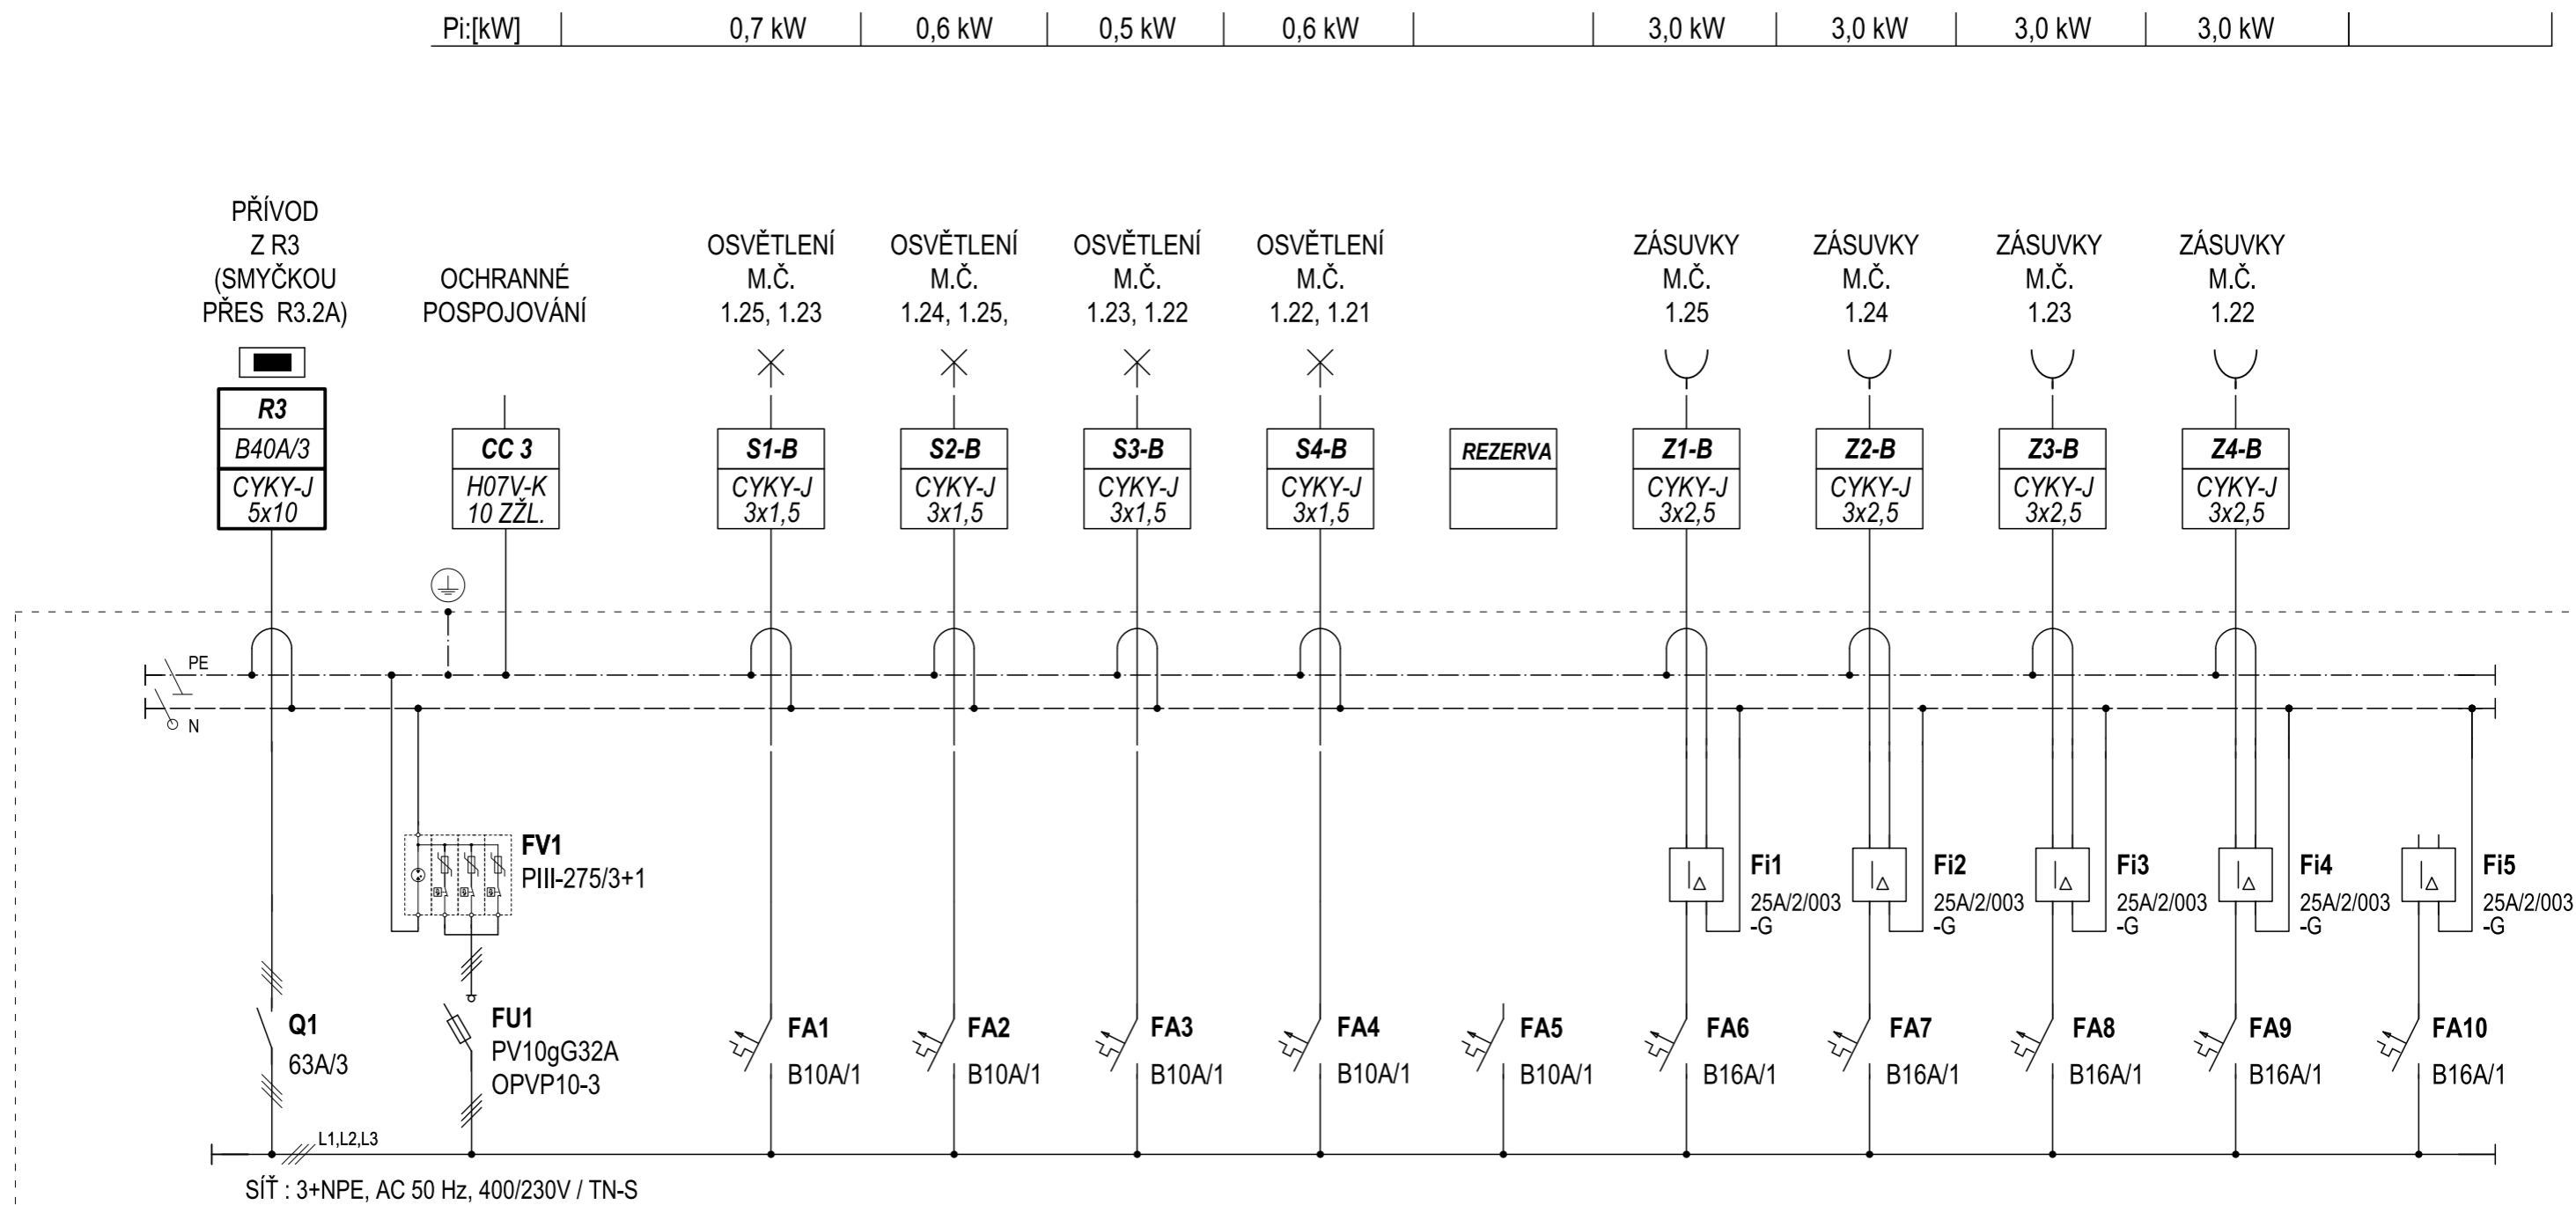 Pi:[kW] 0,7 kW 0,6 kW 0,5 kW 0,6 kW 3,0 kW 3,0 kW 3,0 kW 3,0 kW
PŘÍVOD
Z R3
(SMYČKOU
PŘES R3.2A)
OCHRANNÉ
POSPOJOVÁNÍ
OSVĚTLENÍ
M.Č.
1.25, 1.23
OSVĚTLENÍ
M.Č.
1.24, 1.25,
OSVĚTLENÍ
M.Č.
1.23, 1.22
OSVĚTLENÍ
M.Č.
1.22, 1.21
ZÁSUVKY
M.Č.
1.25
ZÁSUVKY
M.Č.
1.24
ZÁSUVKY
M.Č.
1.23
ZÁSUVKY
M.Č.
1.22
R3
B40A/3
CYKY-J
5x10
CC 3
H07V-K
10 ZŽL.
S1-B
CYKY-J
3x1,5
S2-B
CYKY-J
3x1,5
S3-B
CYKY-J
3x1,5
S4-B
CYKY-J
3x1,5
REZERVA
Z1-B
CYKY-J
3x2,5
Z2-B
CYKY-J
3x2,5
Z3-B
CYKY-J
3x2,5
Z4-B
CYKY-J
3x2,5
PE
N
FV1
PIII-275/3+1
Fi1
25A/2/003
-G
Fi2
25A/2/003
-G
Fi3
25A/2/003
-G
Fi4
25A/2/003
-G
Fi5
25A/2/003
-G
I△ I△ I△ I△ I△
Q1
63A/3
FU1
PV10gG32A
OPVP10-3
FA1
B10A/1
FA2
B10A/1
FA3
B10A/1
FA4
B10A/1
FA5
B10A/1
FA6
B16A/1
FA7
B16A/1
FA8
B16A/1
FA9
B16A/1
FA10
B16A/1
L1,L2,L3
SÍŤ : 3+NPE, AC 50 Hz, 400/230V / TN-S